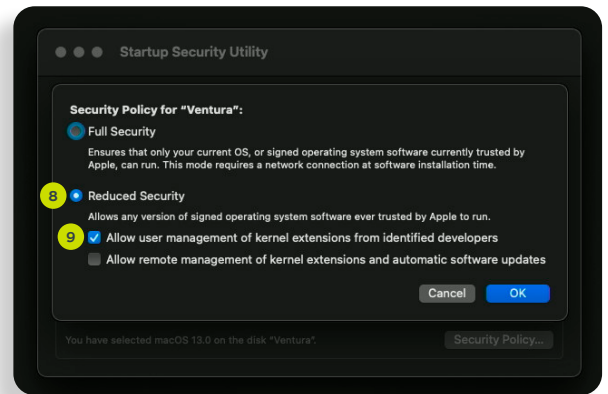 Startup Security Utility
Security Policy for “Ventura”:
Full Security
Ensures that only your current OS, or signed operating system software currently trusted by
Apple, can run. This mode requires a network connection at software installation time.
8 Reduced Security
Allows any version of signed operating system software ever trusted by Apple to run.
9 Allow user management of kernel extensions from identified developers
Allow remote management of kernel extensions and automatic software updates
Cancel OK
You have selected macOS 13.0 on the disk “Ventura”. Security Policy...